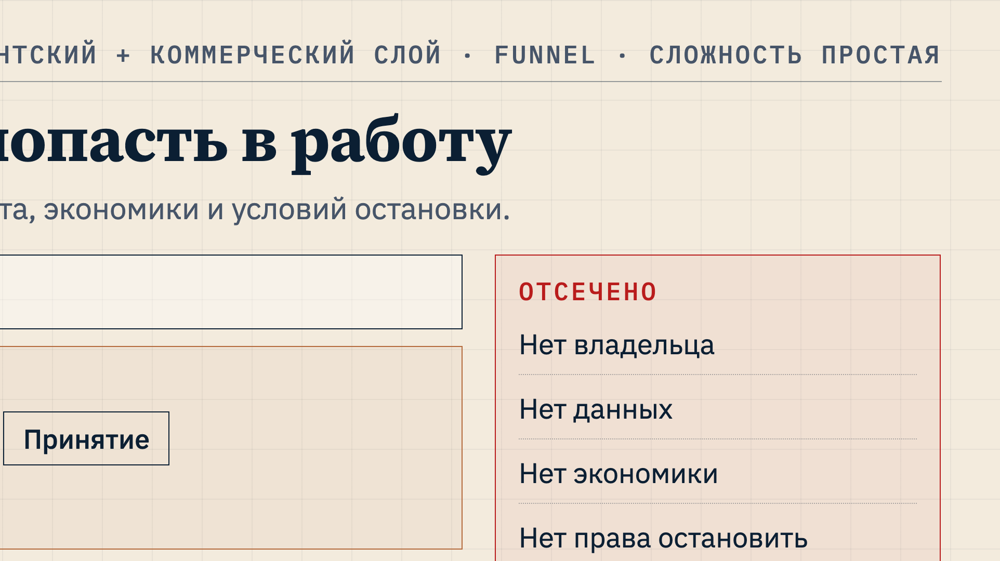 НТСКИЙ + КОММЕРЧЕСКИЙ СЛОЙ · FUNNEL · СЛОЖНОСТЬ ПРОСТАЯ
попасть в работу
та, экономики и условий остановки.
ОТСЕЧЕНО
Нет владельца
Нет данных
Принятие
Нет экономики
Нет права остановить